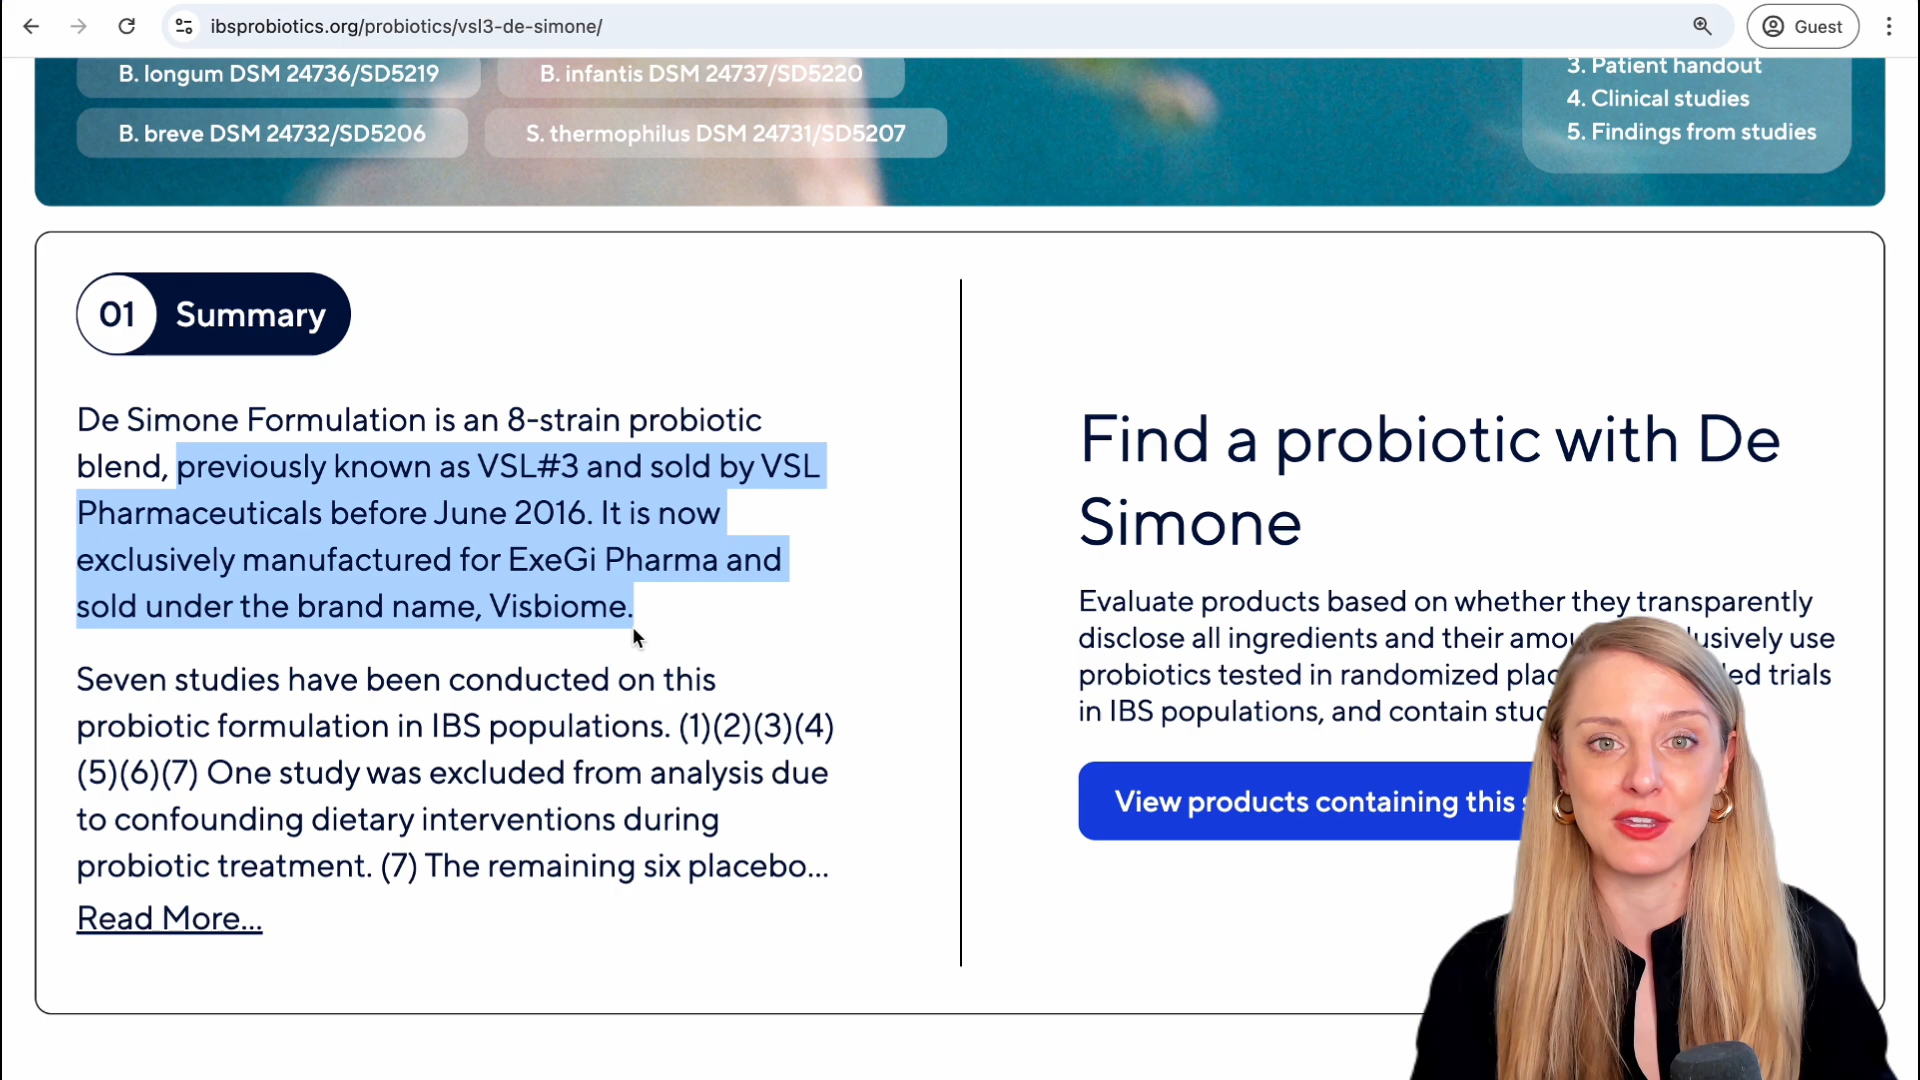 ibsprobiotics.org/probiotics/vsl3-de-simone/
Guest
B. longum DSM 24736/SD5219
B. infantis DSM 24737/SD5220
B. breve DSM 24732/SD5206
S. thermophilus DSM 24731/SD5207
3. Patient handout
4. Clinical studies
5. Findings from studies
01 Summary
De Simone Formulation is an 8-strain probiotic
blend, previously known as VSL#3 and sold by VSL
Pharmaceuticals before June 2016. It is now
exclusively manufactured for ExeGi Pharma and
sold under the brand name, Visbiome.
Seven studies have been conducted on this
probiotic formulation in IBS populations. (1)(2)(3)(4)
(5)(6)(7) One study was excluded from analysis due
to confounding dietary interventions during
probiotic treatment. (7) The remaining six placebo...
Read More...
Find a probiotic with De
Simone
Evaluate products based on whether they transparently
disclose all ingredients and their
probiotics tested in randomized trials
in IBS populations, and contain
View products containing this